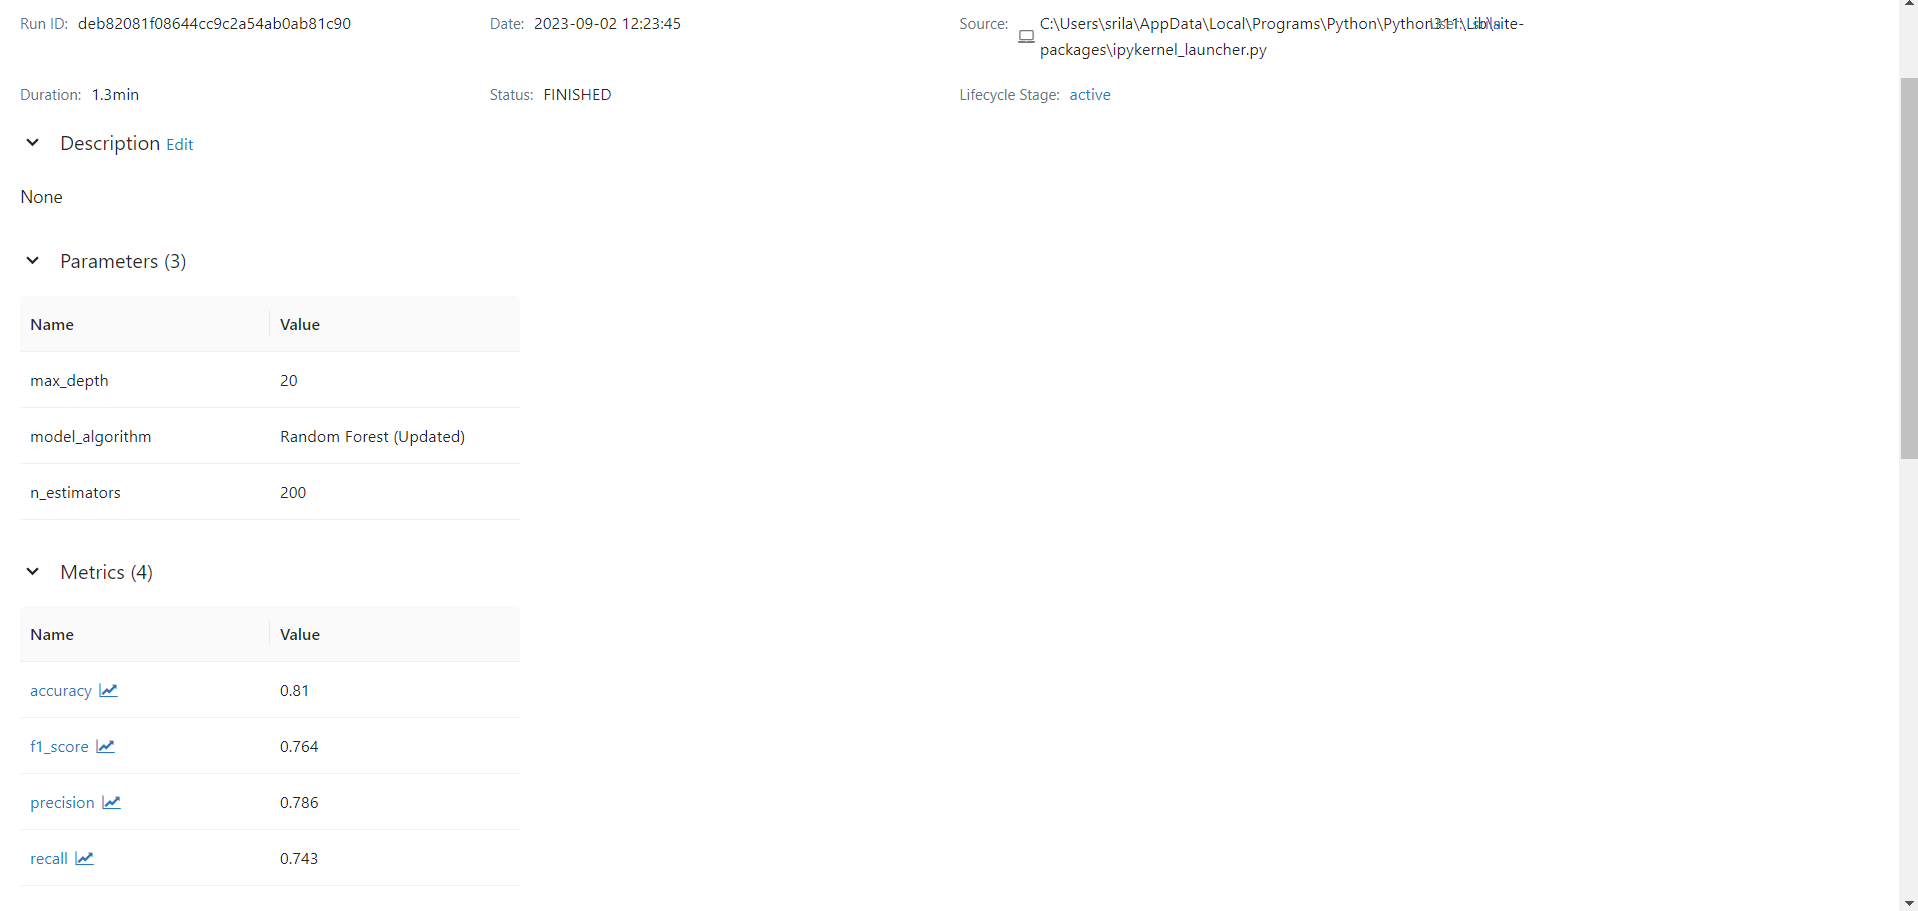 Run ID: deb82081f08644cc9c2a54ab0ab81c90
Date: 2023-09-02 12:23:45
Source: C:\Users\srila\AppData\Local\Programs\Python\Python311\Lib\site-
packages\ipykernel_launcher.py
Duration: 1.3min
Status: FINISHED
Lifecycle Stage: active
Description Edit
None
Parameters (3)
Name Value
max_depth 20
model_algorithm Random Forest (Updated)
n_estimators 200
Metrics (4)
Name Value
accuracy 0.81
f1_score 0.764
precision 0.786
recall 0.743